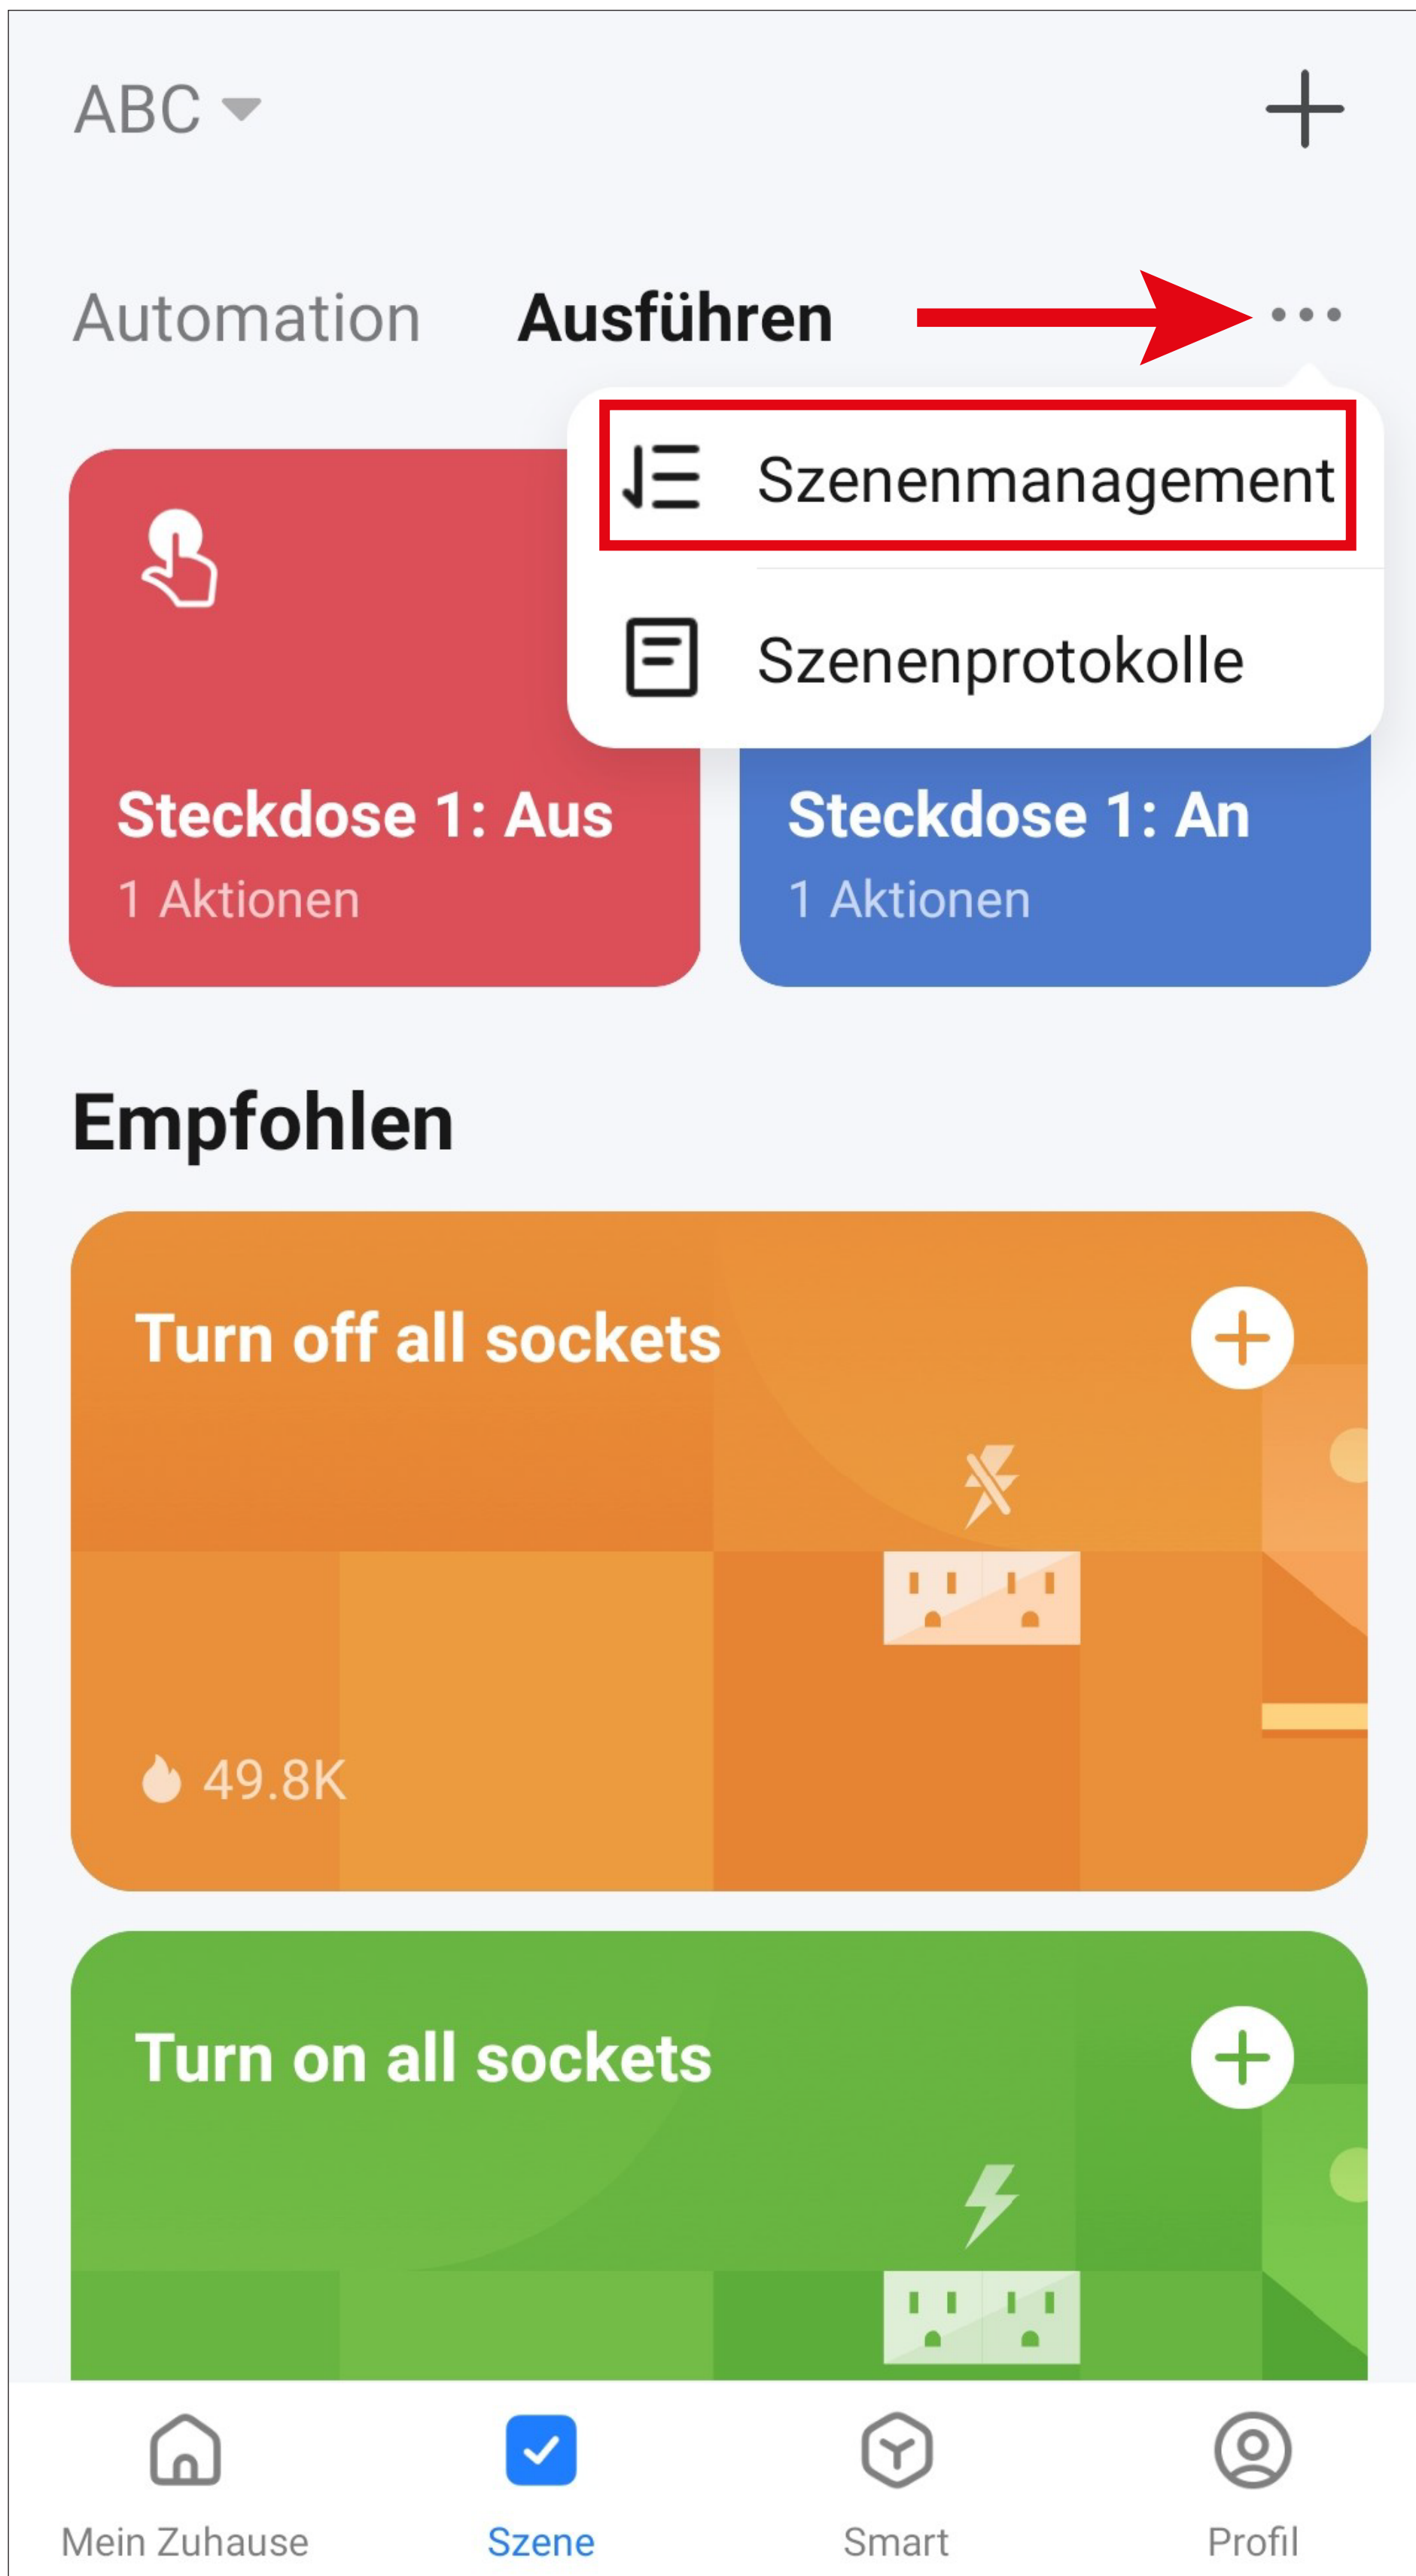 ABC
Automation Ausführen
Szenenmanagement
Szenenprotokolle
Steckdose 1: Aus
1 Aktionen
Steckdose 1: An
1 Aktionen
Empfohlen
Turn off all sockets
49.8K
Turn on all sockets
Mein Zuhause Szene Smart Profil